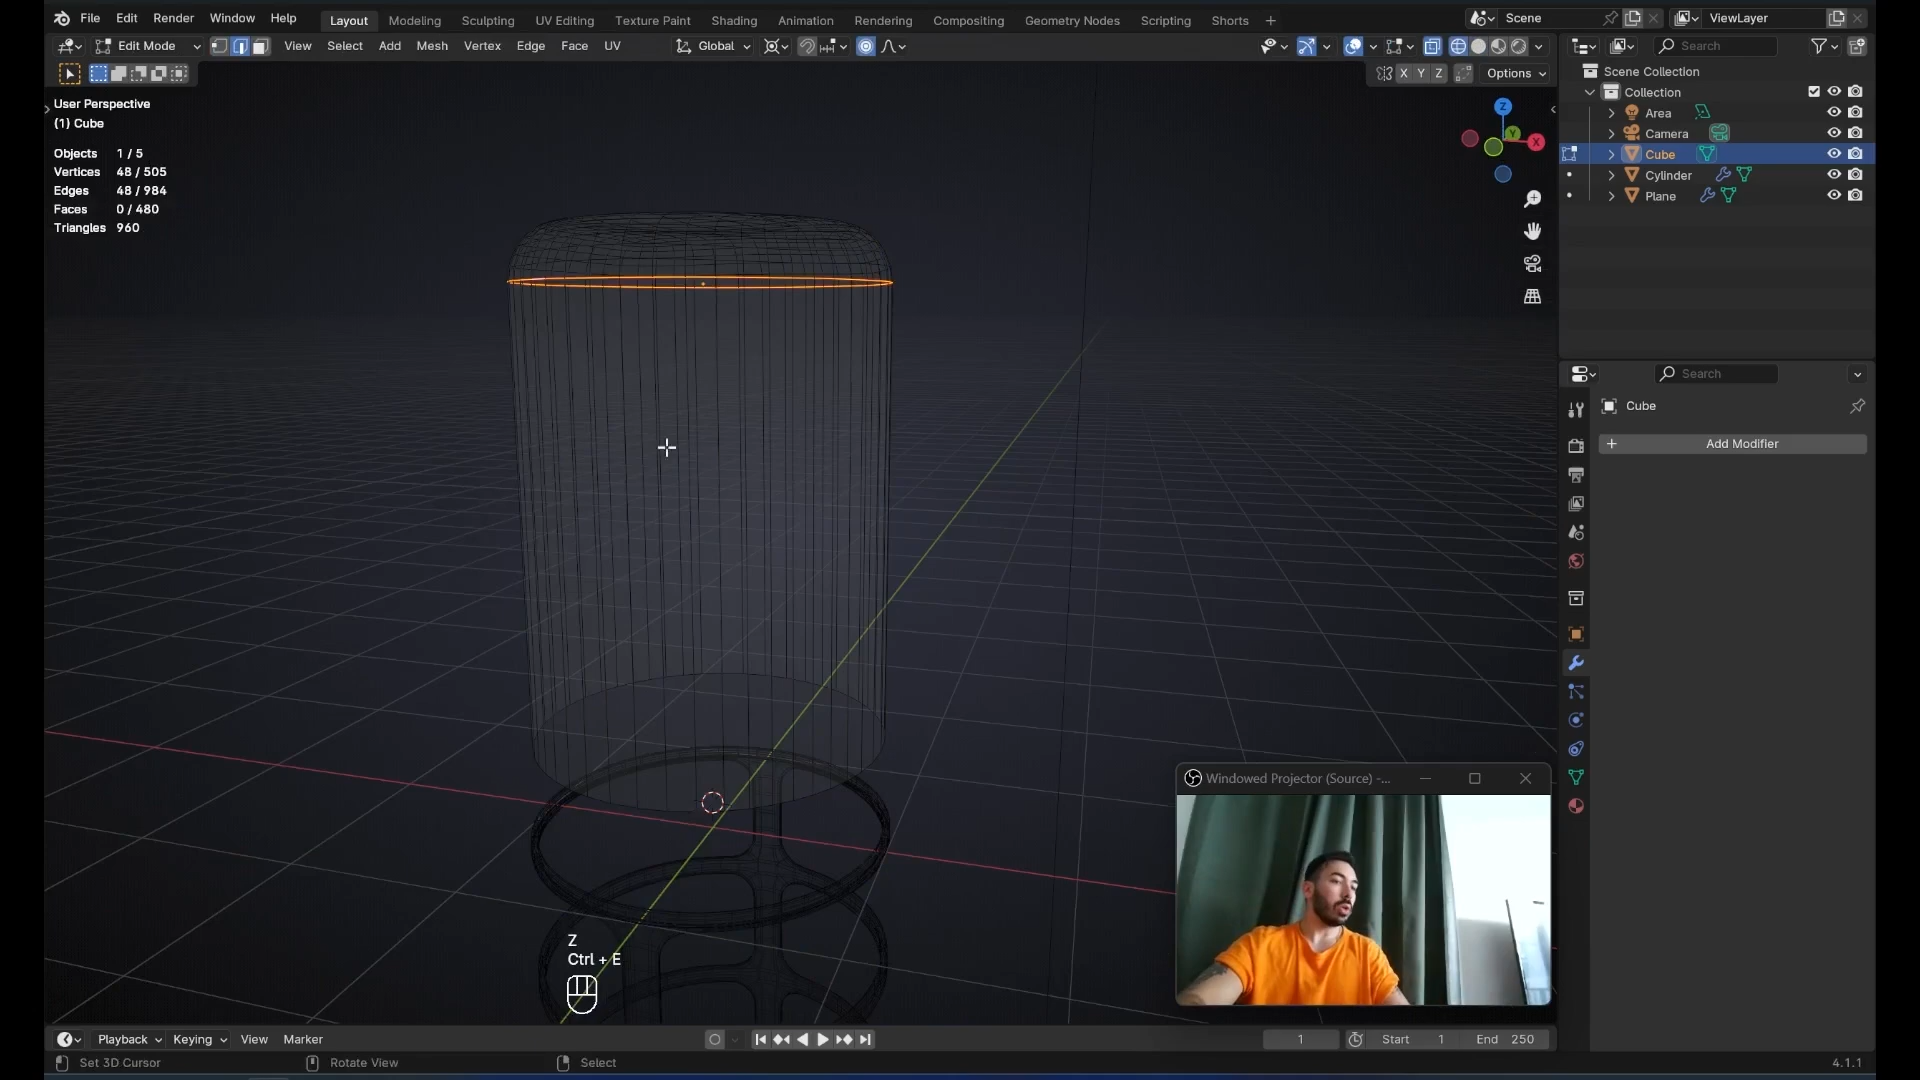 File Edit Render Window Help
Layout Modeling Sculpting UV Editing Texture Paint Shading Animation Rendering Compositing Geometry Nodes Scripting Shorts +
Scene
ViewLayer
Edit Mode
View Select Add Mesh Vertex Edge Face UV
Global
Search
X Y Z
Options
Scene Collection
Collection
Area
Camera
Cube
Cylinder
Plane
User Perspective
(1) Cube
Objects 1 / 5
Vertices 48 / 505
Edges 48 / 984
Faces 0 / 480
Triangles 960
Z
Y
X
Search
Cube
+ Add Modifier
Windowed Projector (Source) -...
Z
Ctrl + E
Playback Keying View Marker
1
Start 1
End 250
Set 3D Cursor
Rotate View
Select
4.1.1